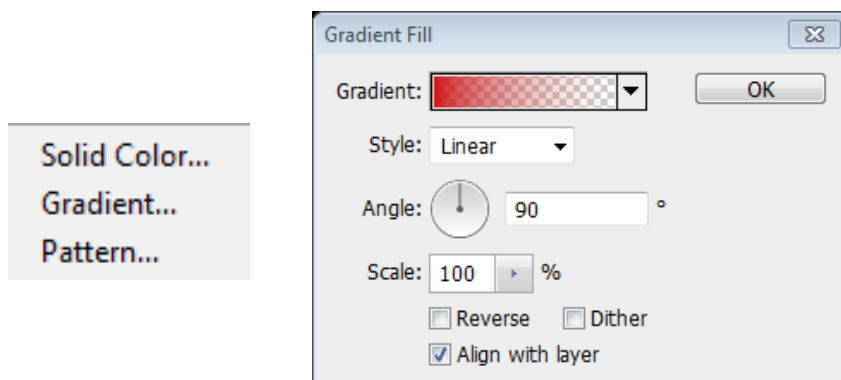 Solid Color...
Gradient...
Pattern...
Gradient Fill
Gradient:
OK
Style: Linear
Angle: 90 °
Scale: 100 %
Reverse Dither
Align with layer